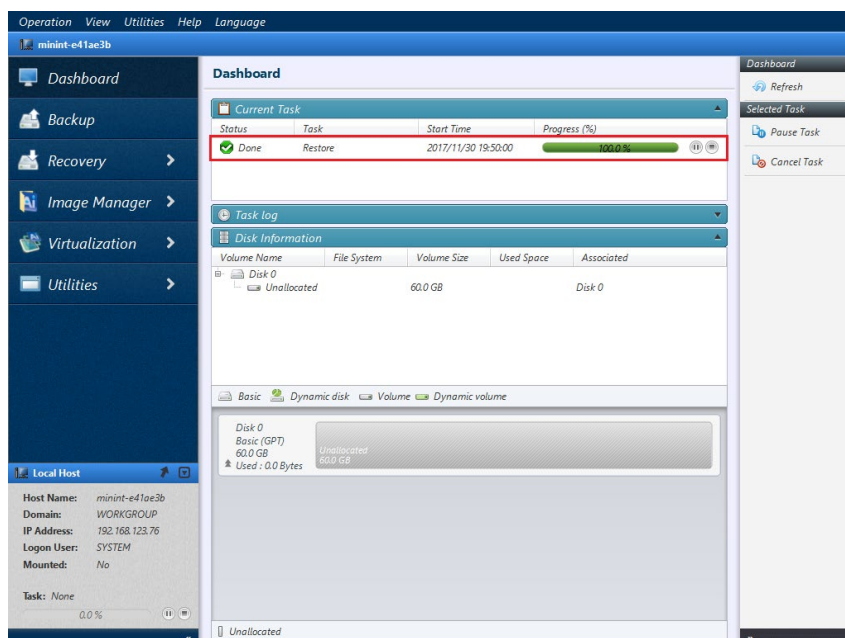 Operation View Utilities Help Language
minint-e41ae3b
Dashboard
Backup
Recovery
Image Manager
Virtualization
Utilities
Local Host
Host Name: minint-e41ae3b
Domain: WORKGROUP
IP Address: 192.168.123.76
Logon User: SYSTEM
Mounted: No
Task: None
0.0 %
Dashboard
Current Task
Status Task Start Time Progress (%)
Done Restore 2017/11/30 19:50:00 100.0 %
Task log
Disk Information
Volume Name File System Volume Size Used Space Associated
Disk 0
Unallocated 60.0 GB Disk 0
Basic Dynamic disk Volume Dynamic volume
Disk 0
Basic (GPT)
60.0 GB
Used : 0.0 Bytes
Unallocated
60.0 GB
Unallocated
Dashboard
Refresh
Selected Task
Pause Task
Cancel Task